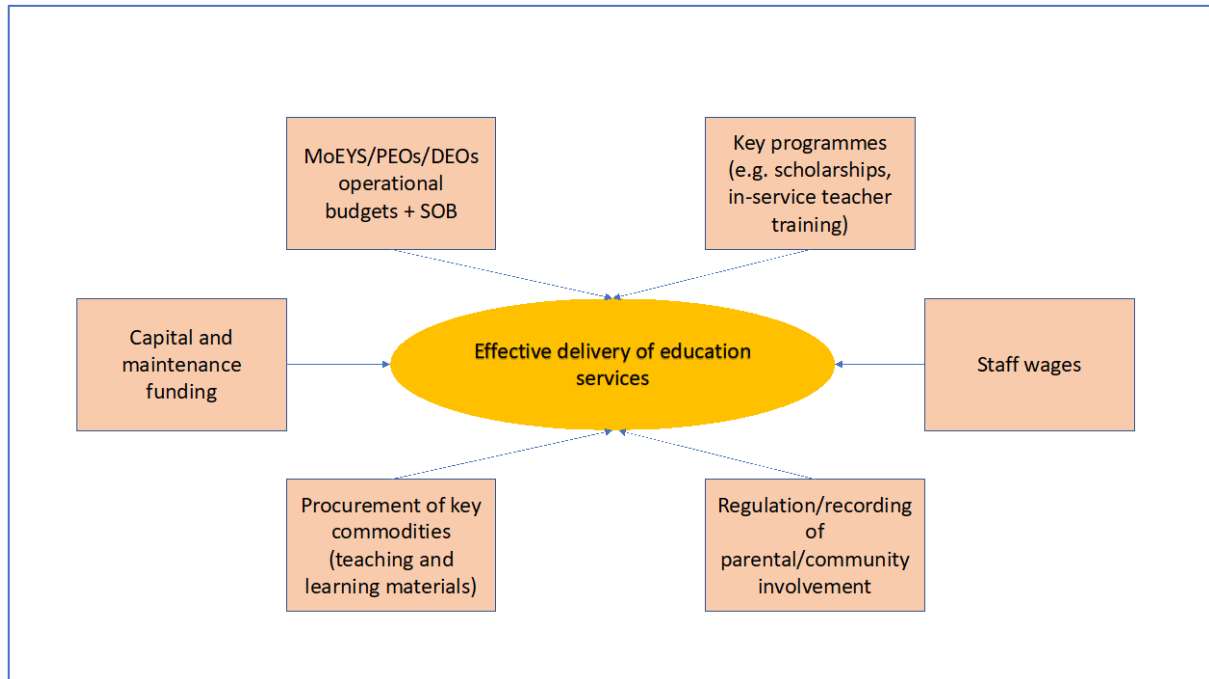 MoEYS/PEOs/DEOs
operational
budgets + SOB
Key programmes
(e.g. scholarships,
in-service teacher
training)
Capital and
maintenance
funding
Effective delivery of education
services
Staff wages
Procurement of key
commodities
(teaching and
learning materials)
Regulation/recording
of
parental/community
involvement